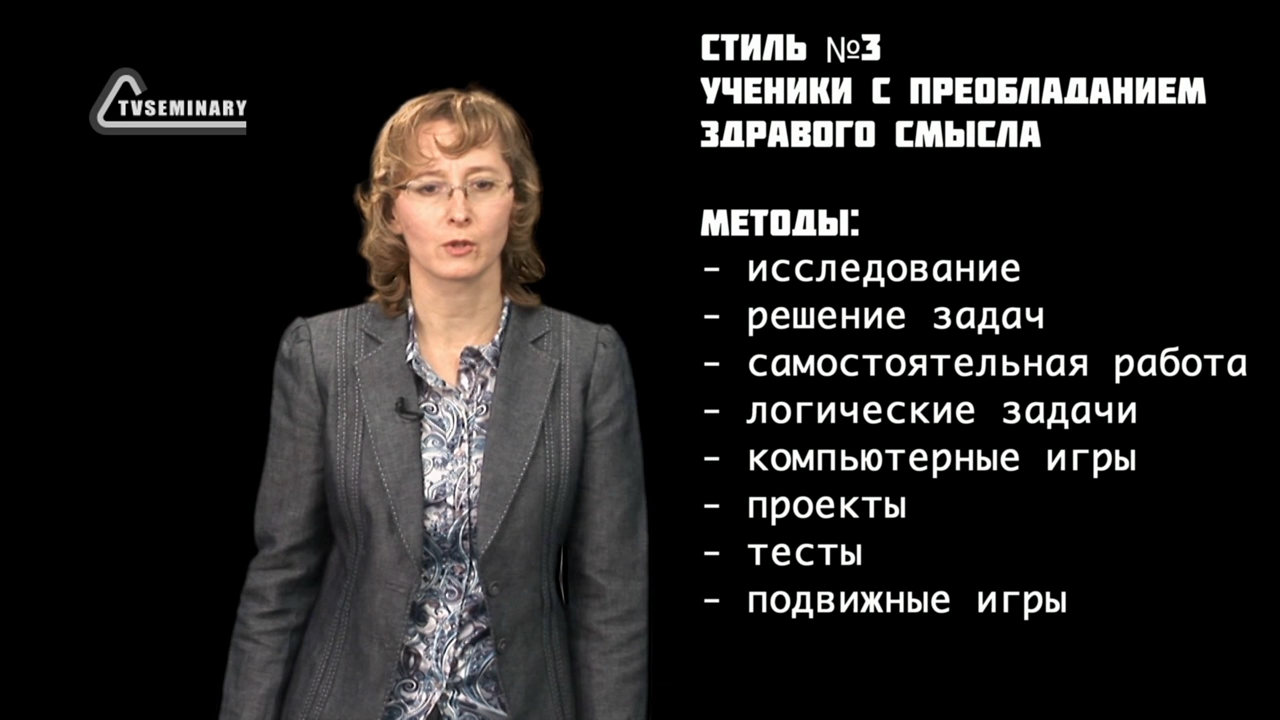 TVSEMINARY
СТИЛЬ №3
УЧЕНИКИ С ПРЕОБЛАДАНИЕМ
ЗДРАВОГО СМЫСЛА
МЕТОДЫ:
- исследование
- решение задач
- самостоятельная работа
- логические задачи
- компьютерные игры
- проекты
- тесты
- подвижные игры